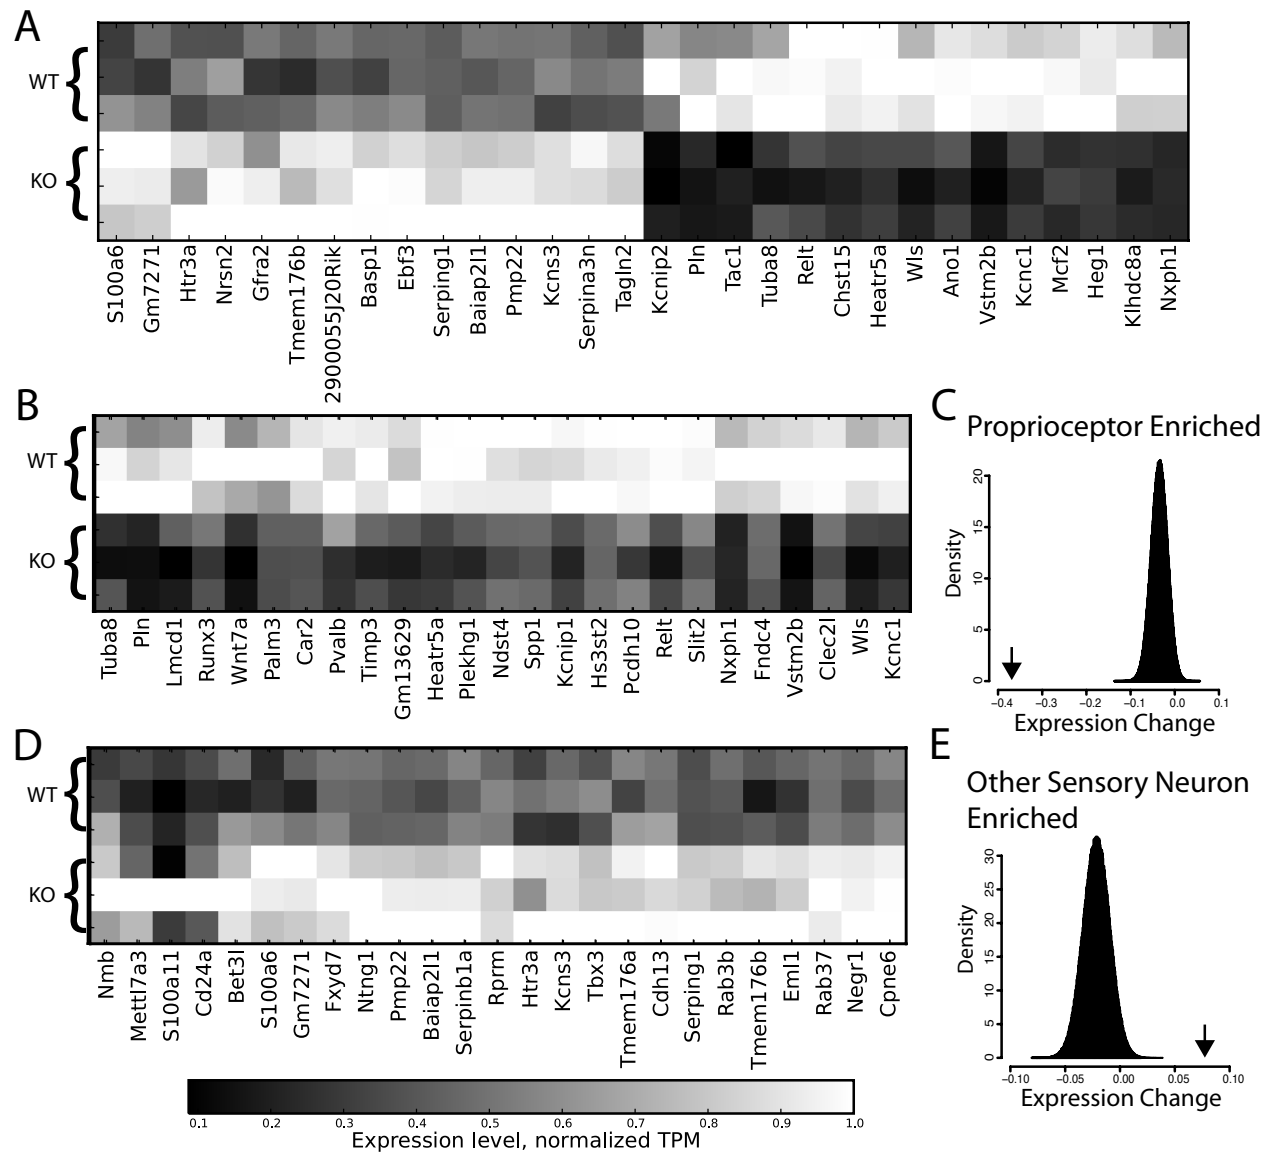 A
WT
KO
S100a6
Gm7271
Htr3a
Nrsn2
Gfra2
Tmem176b
2900055J20Rik
Basp1
Ebf3
Serping1
Baiap2l1
Pmp22
Kcns3
Serpina3n
Tagln2
Kcnip2
Pln
Tac1
Tuba8
Relt
Chst15
Heatr5a
Wls
Ano1
Vstm2b
Kcnc1
Mcf2
Heg1
Klhdc8a
Nxph1
B
WT
KO
Tuba8
Pln
Lmcd1
Runx3
Wnt7a
Palm3
Car2
Pvalb
Timp3
Gm13629
Heatr5a
Plekhg1
Ndst4
Spp1
Kcnip1
Hs3st2
Pcdh10
Relt
Slit2
Nxph1
Fndc4
Vstm2b
Clec2l
Wls
Kcnc1
C
Proprioceptor Enriched
Density
20
15
10
5
0
−0.4 −0.3 −0.2 −0.1 0.0 0.1
Expression Change
D
WT
KO
Nmb
Mettl7a3
S100a11
Cd24a
Bet3l
S100a6
Gm7271
Fxyd7
Ntng1
Pmp22
Baiap2l1
Serpinb1a
Rprm
Htr3a
Kcns3
Tbx3
Tmem176a
Cdh13
Serping1
Rab3b
Tmem176b
Eml1
Rab37
Negr1
Cpne6
0.1 0.2 0.3 0.4 0.5 0.6 0.7 0.8 0.9 1.0
Expression level, normalized TPM
E
Other Sensory Neuron
Enriched
Density
30
25
20
15
10
5
0
−0.10 −0.05 0.00 0.05 0.10
Expression Change